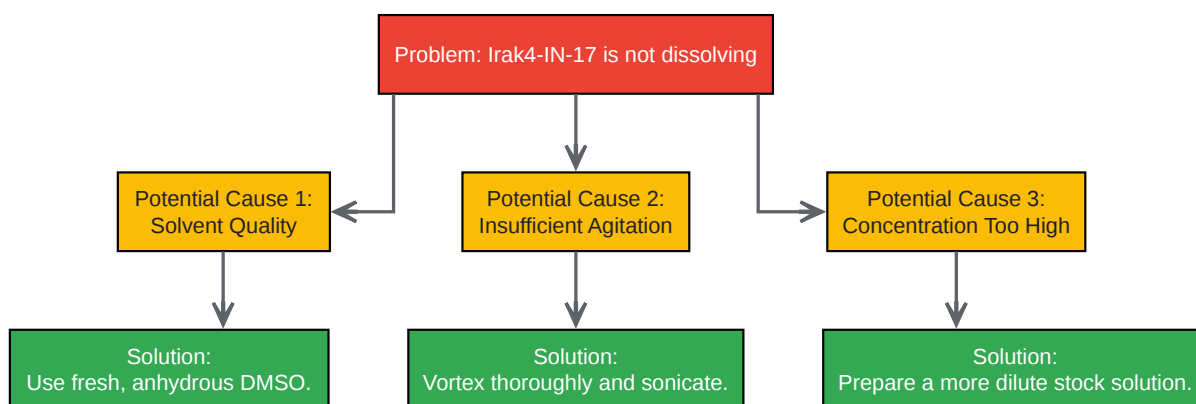 Problem: Irak4-IN-17 is not dissolving
Potential Cause 1:
Solvent Quality
Potential Cause 2:
Insufficient Agitation
Potential Cause 3:
Concentration Too High
Solution:
Use fresh, anhydrous DMSO.
Solution:
Vortex thoroughly and sonicate.
Solution:
Prepare a more dilute stock solution.